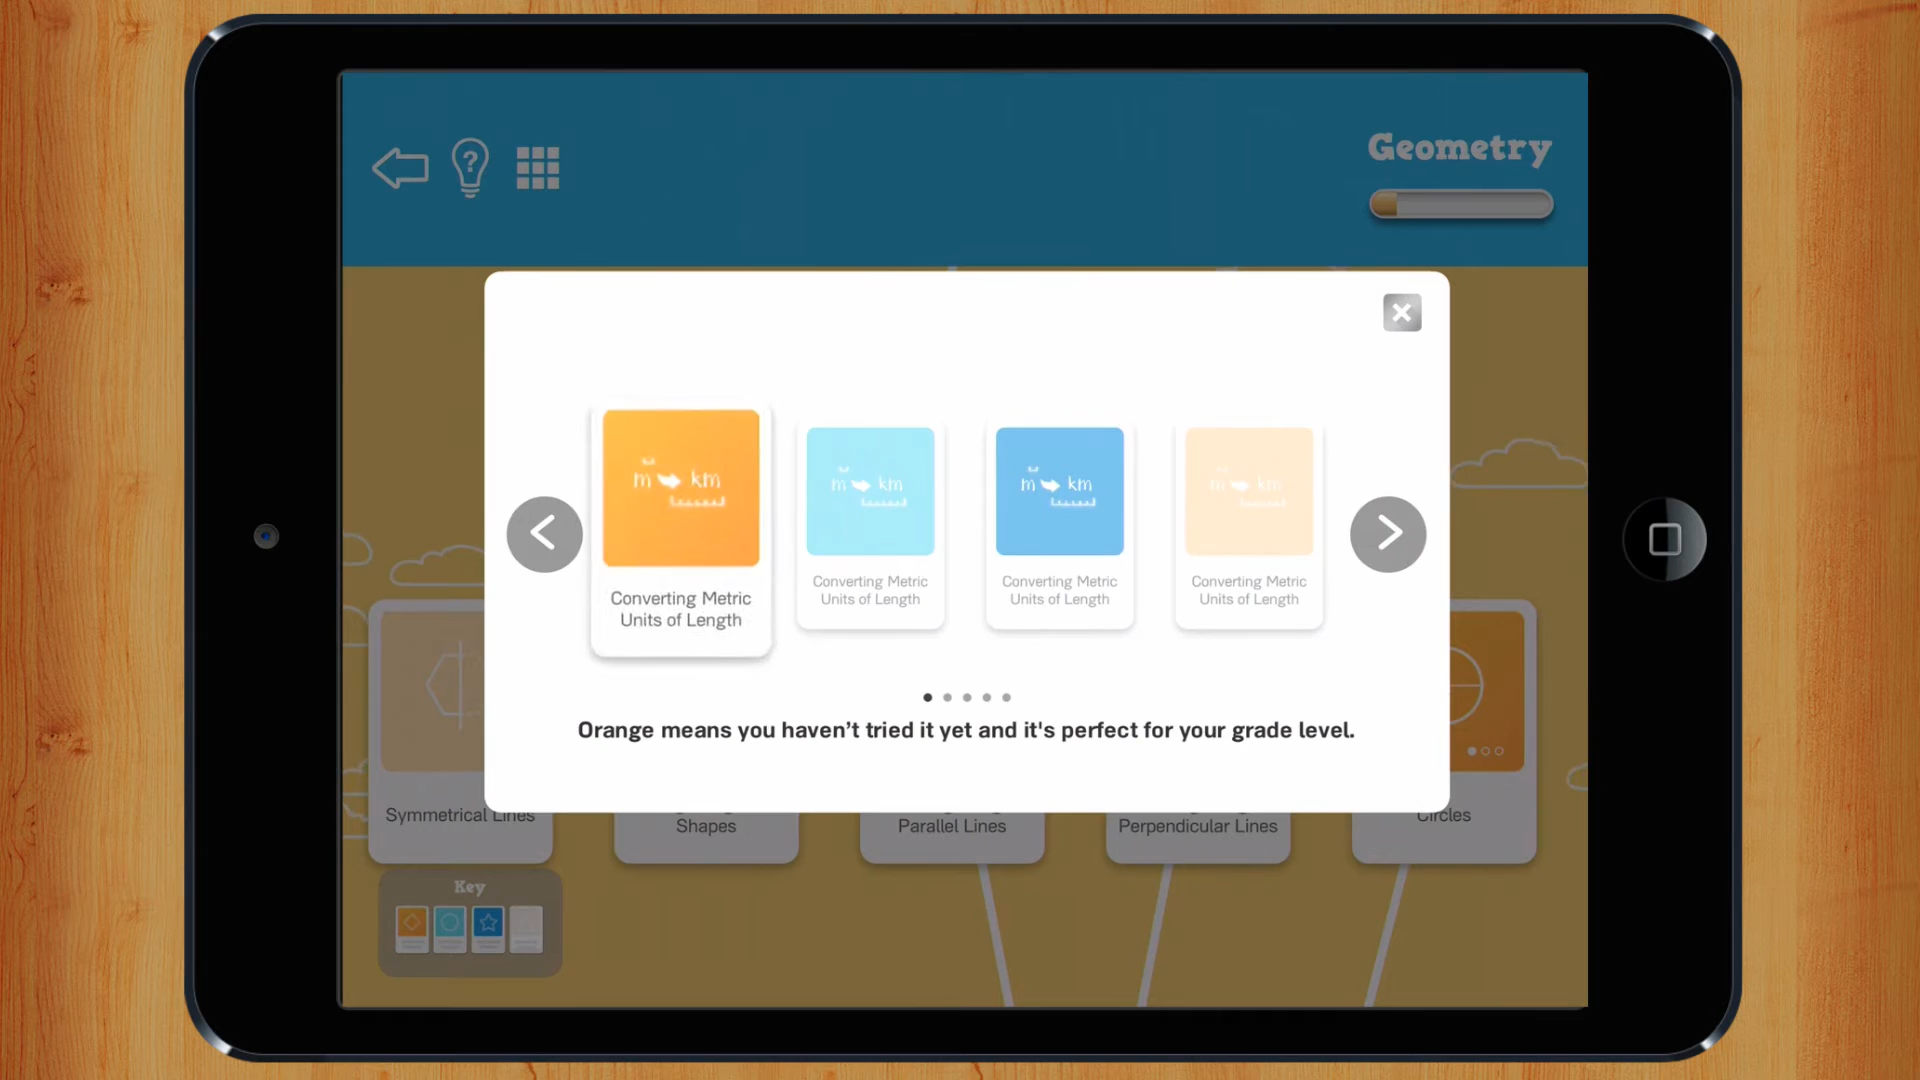 Geometry
m km
m km
m km
m km
Converting Metric
Units of Length
Converting Metric
Units of Length
Converting Metric
Units of Length
Converting Metric
Units of Length
Orange means you haven’t tried it yet and it's perfect for your grade level.
Symmetrical Lines
Shapes
Parallel Lines
Perpendicular Lines
Circles
Key